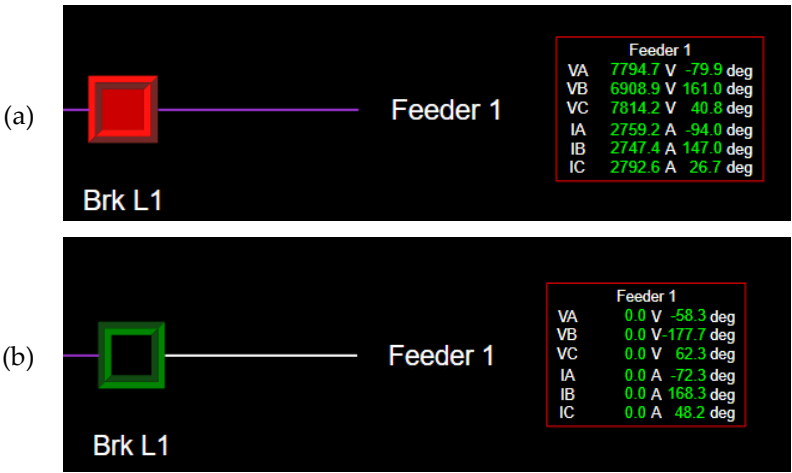 (a)
Brk L1
Feeder 1
Feeder 1
VA 7794.7 V -79.9 deg
VB 6908.9 V 161.0 deg
VC 7814.2 V 40.8 deg
IA 2759.2 A -94.0 deg
IB 2747.4 A 147.0 deg
IC 2792.6 A 26.7 deg
(b)
Brk L1
Feeder 1
Feeder 1
VA 0.0 V -58.3 deg
VB 0.0 V -177.7 deg
VC 0.0 V 62.3 deg
IA 0.0 A -72.3 deg
IB 0.0 A 168.3 deg
IC 0.0 A 48.2 deg